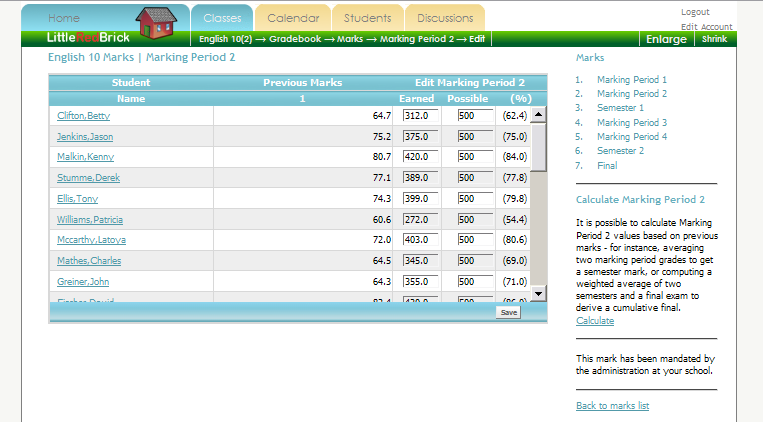 Home
Classes
Calendar
Students
Discussions
Logout
Edit Account
LittleRedBrick
English 10(2) → Gradebook → Marks → Marking Period 2 → Edit
Enlarge
Shrink
English 10 Marks | Marking Period 2
Student Previous Marks Edit Marking Period 2
Name 1 Earned Possible (%)
Clifton,Betty 64.7 312.0 500 (62.4)
Jenkins,Jason 75.2 375.0 500 (75.0)
Malkin,Kenny 80.7 420.0 500 (84.0)
Stumme,Derek 77.1 389.0 500 (77.8)
Ellis,Tony 74.3 399.0 500 (79.8)
Williams,Patricia 60.6 272.0 500 (54.4)
Mccarthy,Latoya 72.0 403.0 500 (80.6)
Mathes,Charles 64.5 345.0 500 (69.0)
Greiner,John 64.3 355.0 500 (71.0)
Save
Marks
1. Marking Period 1
2. Marking Period 2
3. Semester 1
4. Marking Period 3
5. Marking Period 4
6. Semester 2
7. Final
Calculate Marking Period 2
It is possible to calculate Marking
Period 2 values based on previous
marks - for instance, averaging
two marking period grades to get
a semester mark, or computing a
weighted average of two
semesters and a final exam to
derive a cumulative final.
Calculate
This mark has been mandated by
the administration at your school.
Back to marks list